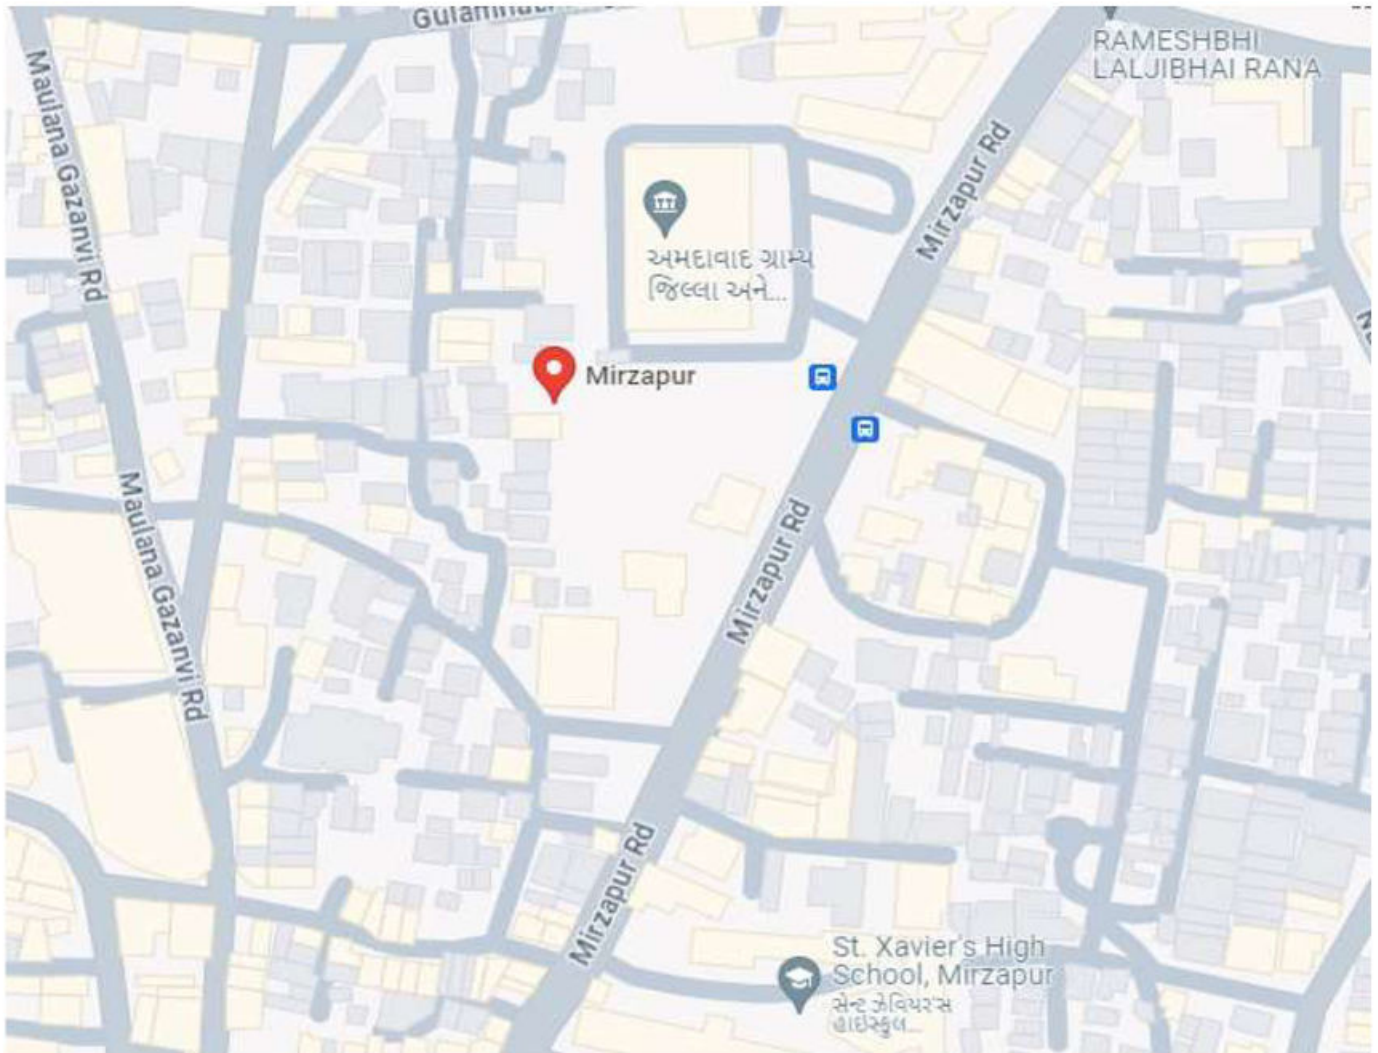 Maulana Gazanvi Rd
RAMESHBHI
LALJIBHAI RANA
Mirzapur Rd
અમદાવાદ ગ્રામ્ય
જિલ્લા અને...
Mirzapur
Maulana Gazanvi Rd
Mirzapur Rd
Mirzapur Rd
St. Xavier's High
School, Mirzapur
સેન્ટ ઝેવિયર'સ
હાઈસ્કૂલ...